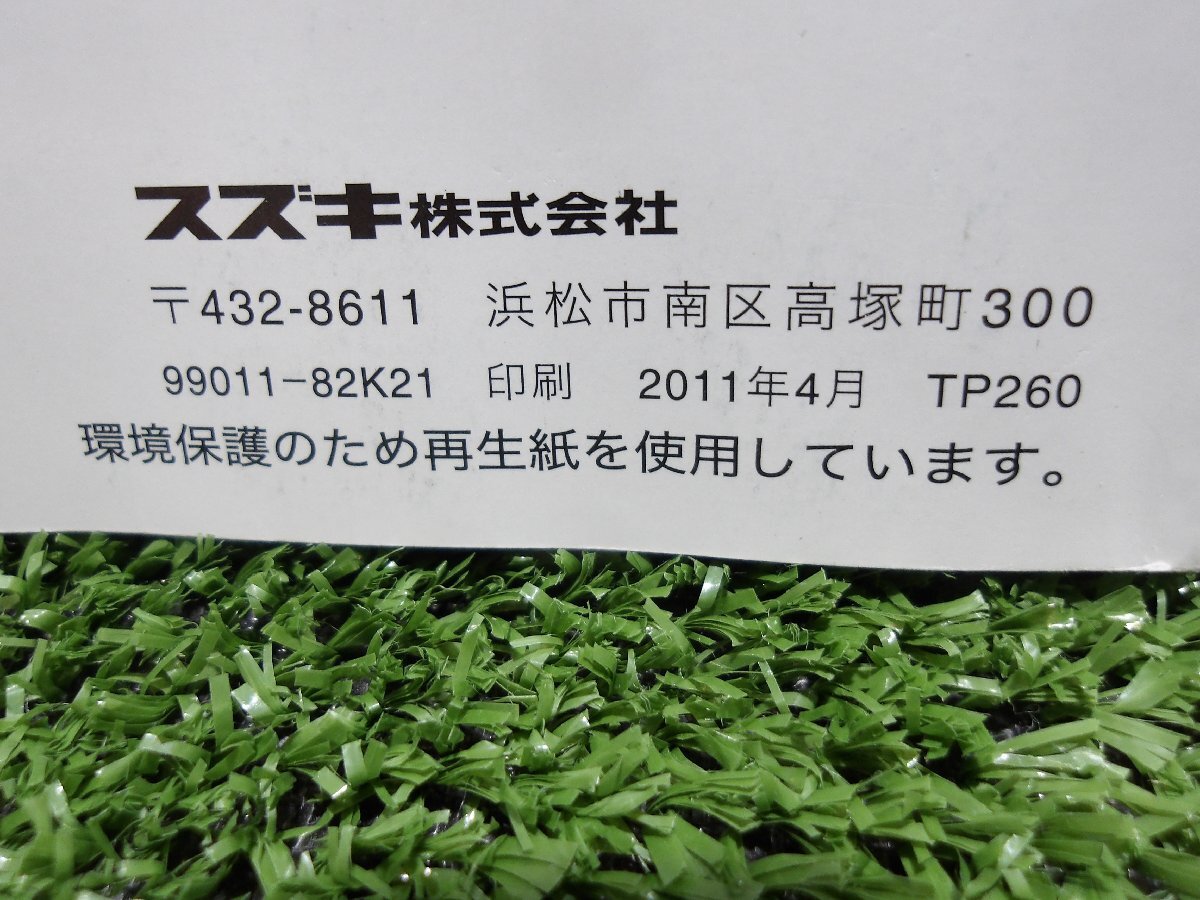 スズキ株式会社
〒432-8611 浜松市南区高塚町300
99011-82K21 印刷 2011年4月 TP260
環境保護のため再生紙を使用しています。